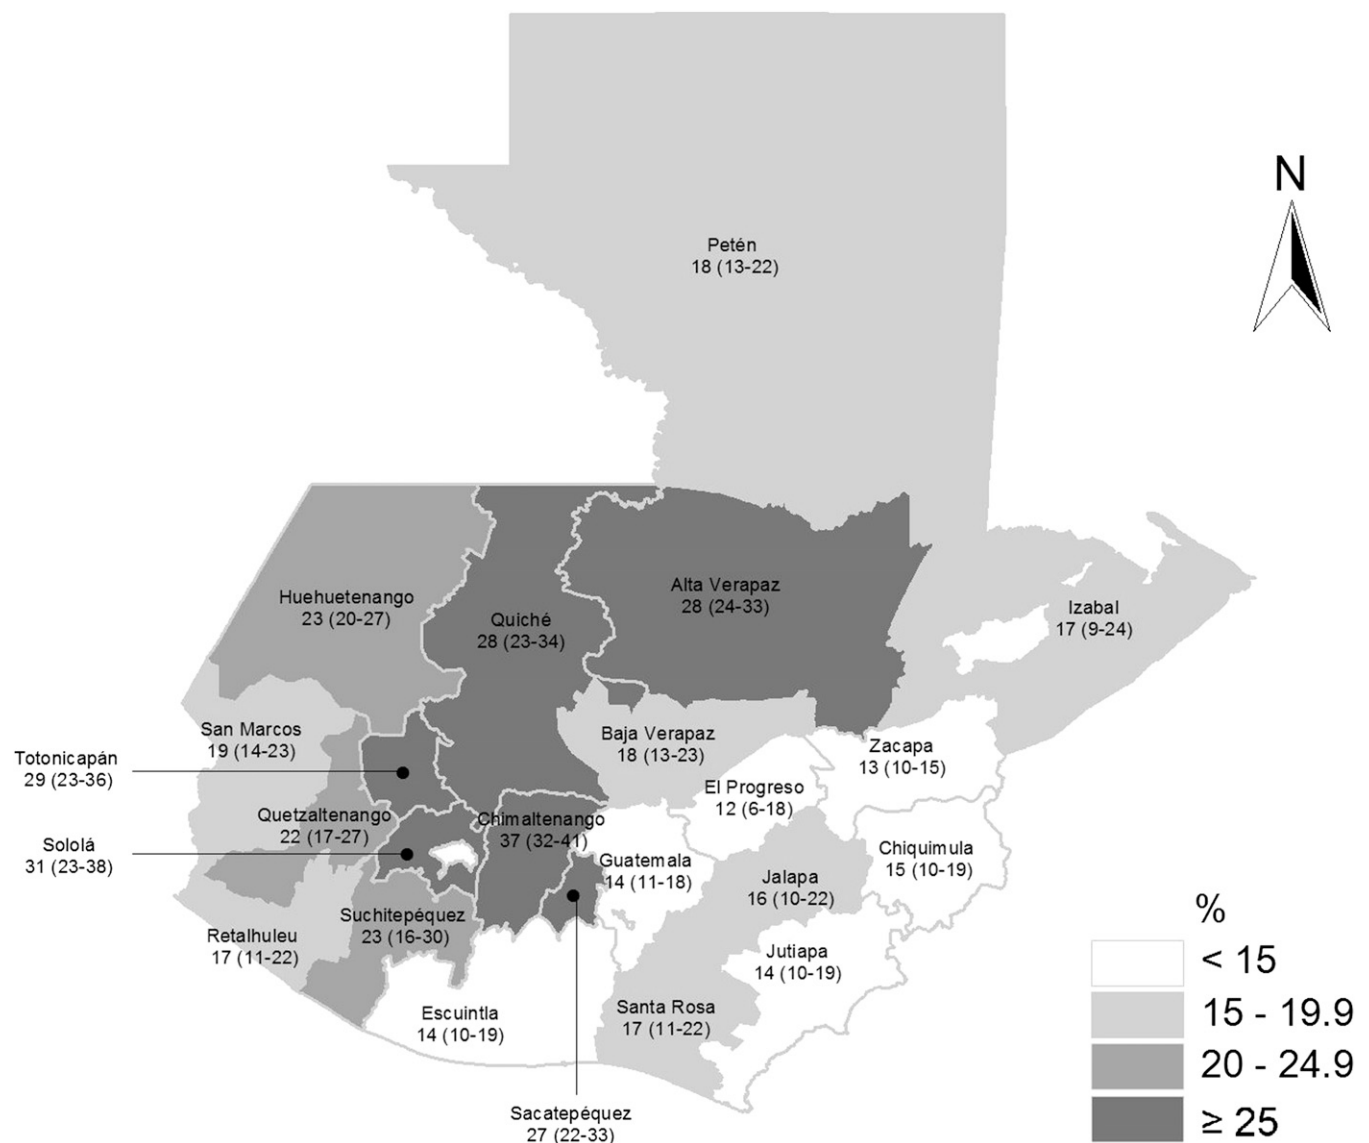 N
Petén
18 (13-22)
Huehuetenango
23 (20-27)
Quiché
28 (23-34)
Alta Verapaz
28 (24-33)
Izabal
17 (9-24)
San Marcos
19 (14-23)
Baja Verapaz
18 (13-23)
Zacapa
13 (10-15)
Totonicapán
29 (23-36)
El Progreso
12 (6-18)
Quetzaltenango
22 (17-27)
Chimaltenango
37 (32-41)
Sololá
31 (23-38)
Guatemala
14 (11-18)
Chiquimula
15 (10-19)
Jalapa
16 (10-22)
Suchitepéquez
23 (16-30)
Retalhuleu
17 (11-22)
Jutiapa
14 (10-19)
Escuintla
14 (10-19)
Santa Rosa
17 (11-22)
Sacatepéquez
27 (22-33)
%
< 15
15 - 19.9
20 - 24.9
≥ 25